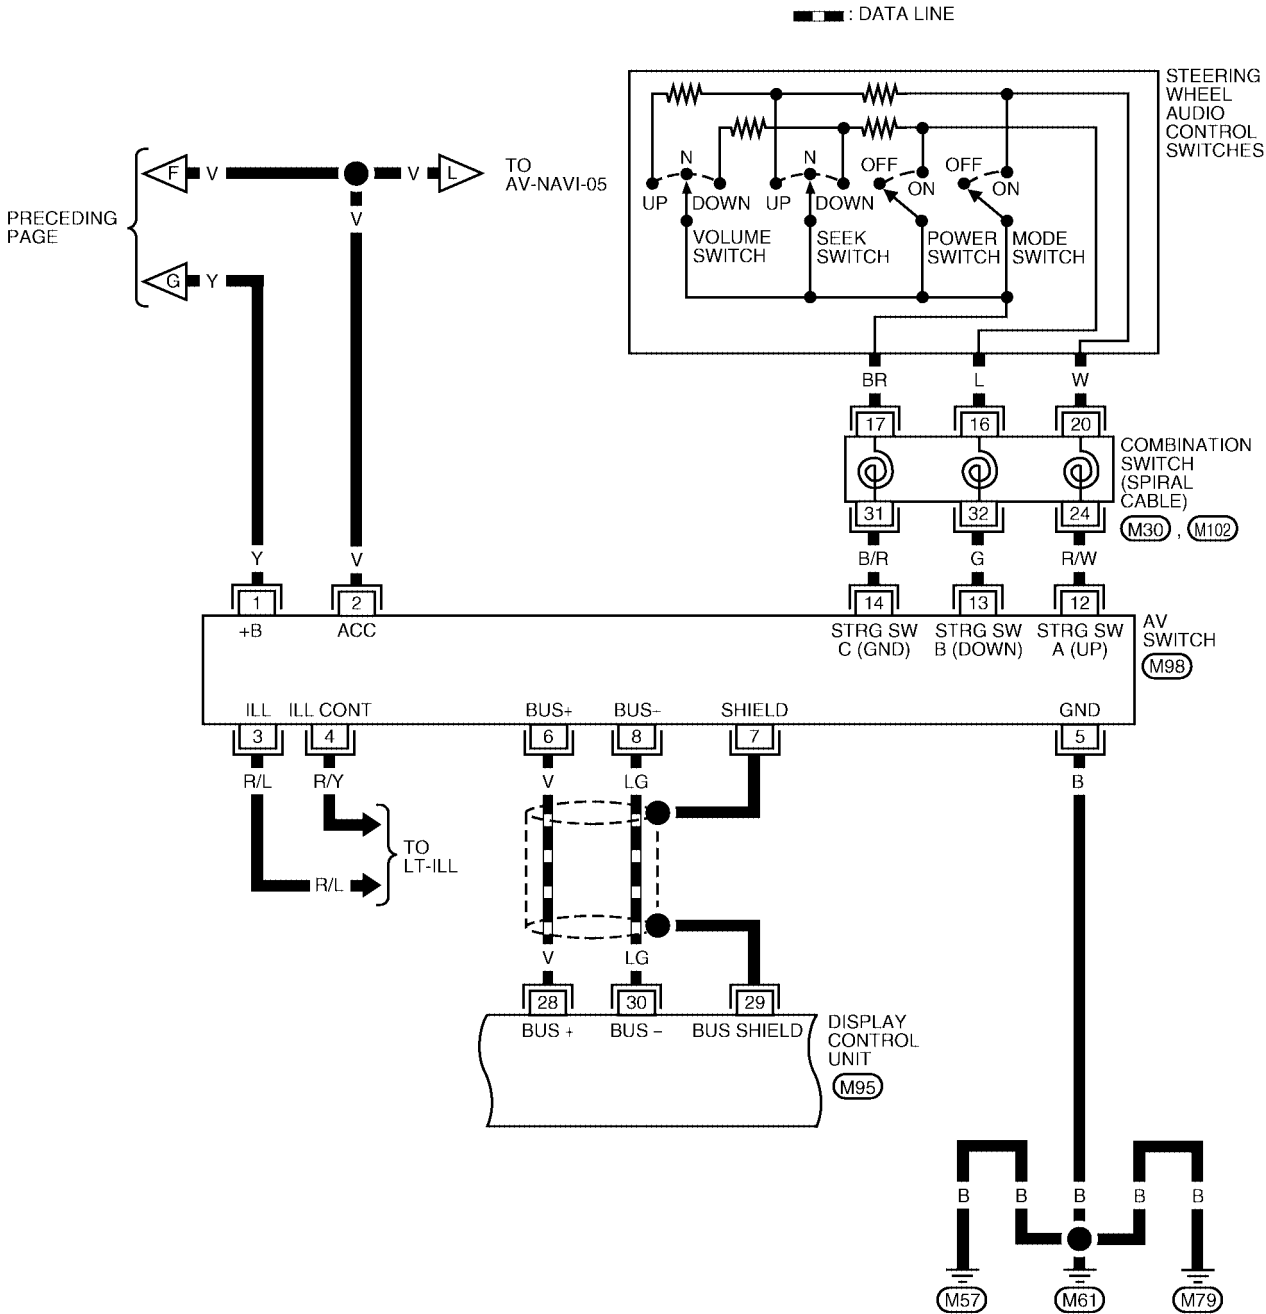 : DATA LINE
STEERING
WHEEL
AUDIO
CONTROL
SWITCHES
N
N
OFF
OFF
ON
ON
UP
DOWN
UP
DOWN
VOLUME
SWITCH
SEEK
SWITCH
POWER
SWITCH
MODE
SWITCH
PRECEDING
PAGE
F
V
V
L
TO
AV-NAVI-05
V
G
Y
BR
L
W
17
16
20
COMBINATION
SWITCH
(SPIRAL
CABLE)
M30 , M102
31
32
24
Y
V
B/R
G
R/W
1
2
14
13
12
+B
ACC
STRG SW
C (GND)
STRG SW
B (DOWN)
STRG SW
A (UP)
AV
SWITCH
M98
ILL
ILL CONT
BUS+
BUS–
SHIELD
GND
3
4
6
8
7
5
R/L
R/Y
V
LG
B
TO
LT-ILL
R/L
V
LG
28
30
29
BUS +
BUS –
BUS SHIELD
DISPLAY
CONTROL
UNIT
M95
B
B
B
B
B
M57
M61
M79